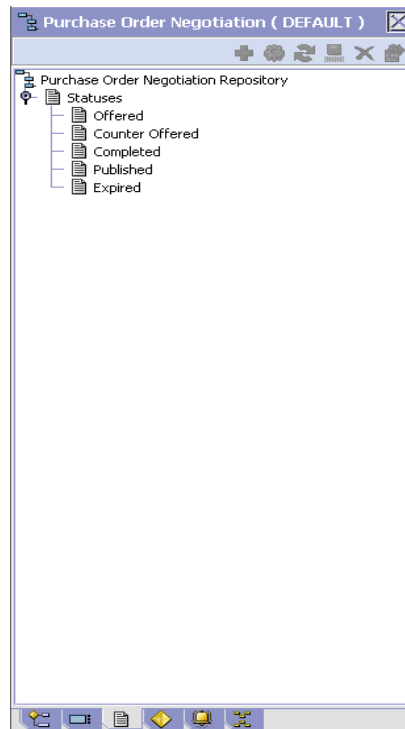 Purchase Order Negotiation ( DEFAULT )
Purchase Order Negotiation Repository
Statuses
Offered
Counter Offered
Completed
Published
Expired